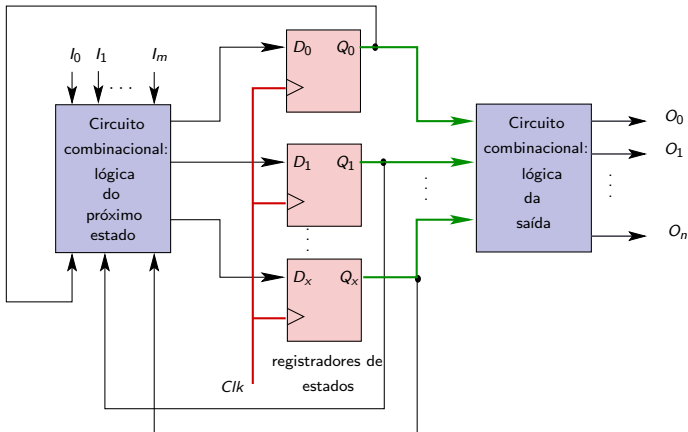 I0 I1 . . . Im
Circuito
combinacional:
lógica
do
próximo
estado
D0 Q0
D1 Q1
. . . .
Dx Qx
registradores de
estados
Clk
. . . .
Circuito
combinacional:
lógica
da
saída
O0
O1
. . . .
On